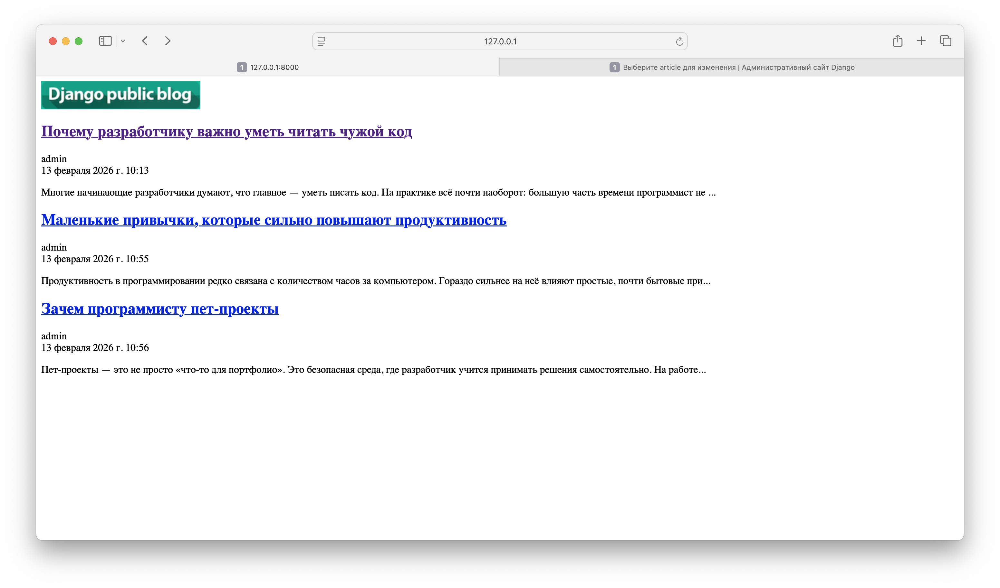 127.0.0.1
1 127.0.0.1:8000
1 Выберите article для изменения | Административный сайт Django
Django public blog
Почему разработчику важно уметь читать чужой код
admin
13 февраля 2026 г. 10:13
Многие начинающие разработчики думают, что главное — уметь писать код. На практике всё почти наоборот: большую часть времени программист не ...
Маленькие привычки, которые сильно повышают продуктивность
admin
13 февраля 2026 г. 10:55
Продуктивность в программировании редко связана с количеством часов за компьютером. Гораздо сильнее на неё влияют простые, почти бытовые при...
Зачем программисту пет-проекты
admin
13 февраля 2026 г. 10:56
Пет-проекты — это не просто «что-то для портфолио». Это безопасная среда, где разработчик учится принимать решения самостоятельно. На работе...